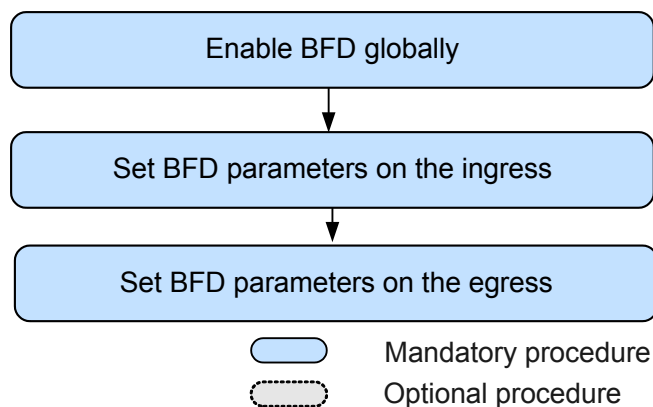 Enable BFD globally
Set BFD parameters on the ingress
Set BFD parameters on the egress
Mandatory procedure
Optional procedure